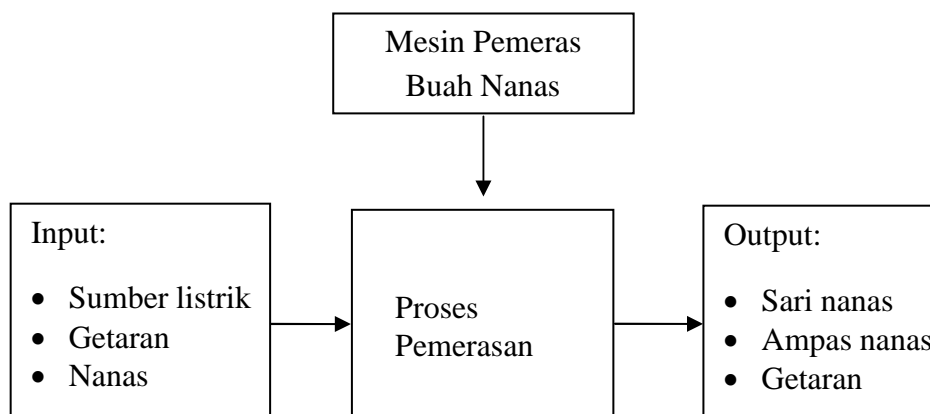 Mesin Pemeras
Buah Nanas
Input:
• Sumber listrik
• Getaran
• Nanas
Proses
Pemerasan
Output:
• Sari nanas
• Ampas nanas
• Getaran